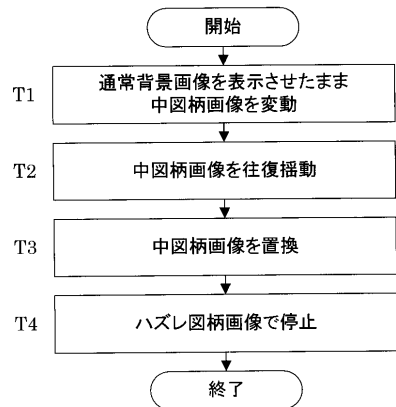 開始
T1
通常背景画像を表示させたまま
中図柄画像を変動
T2
中図柄画像を往復揺動
T3
中図柄画像を置換
T4
ハズレ図柄画像で停止
終了